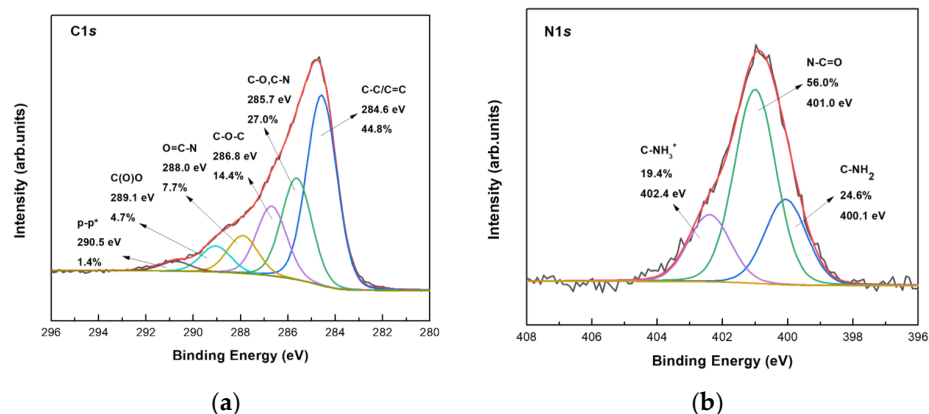 C1s
Intensity (arb.units)
C-C/C=C
284.6 eV
44.8%
C-O,C-N
285.7 eV
27.0%
C-O-C
286.8 eV
14.4%
O=C-N
288.0 eV
7.7%
C(O)O
289.1 eV
4.7%
p-p*
290.5 eV
1.4%
296 294 292 290 288 286 284 282 280
Binding Energy (eV)
(a)
N1s
Intensity (arb.units)
N-C=O
56.0%
401.0 eV
C-NH₃⁺
19.4%
402.4 eV
C-NH₂
24.6%
400.1 eV
408 406 404 402 400 398 396
Binding Energy (eV)
(b)